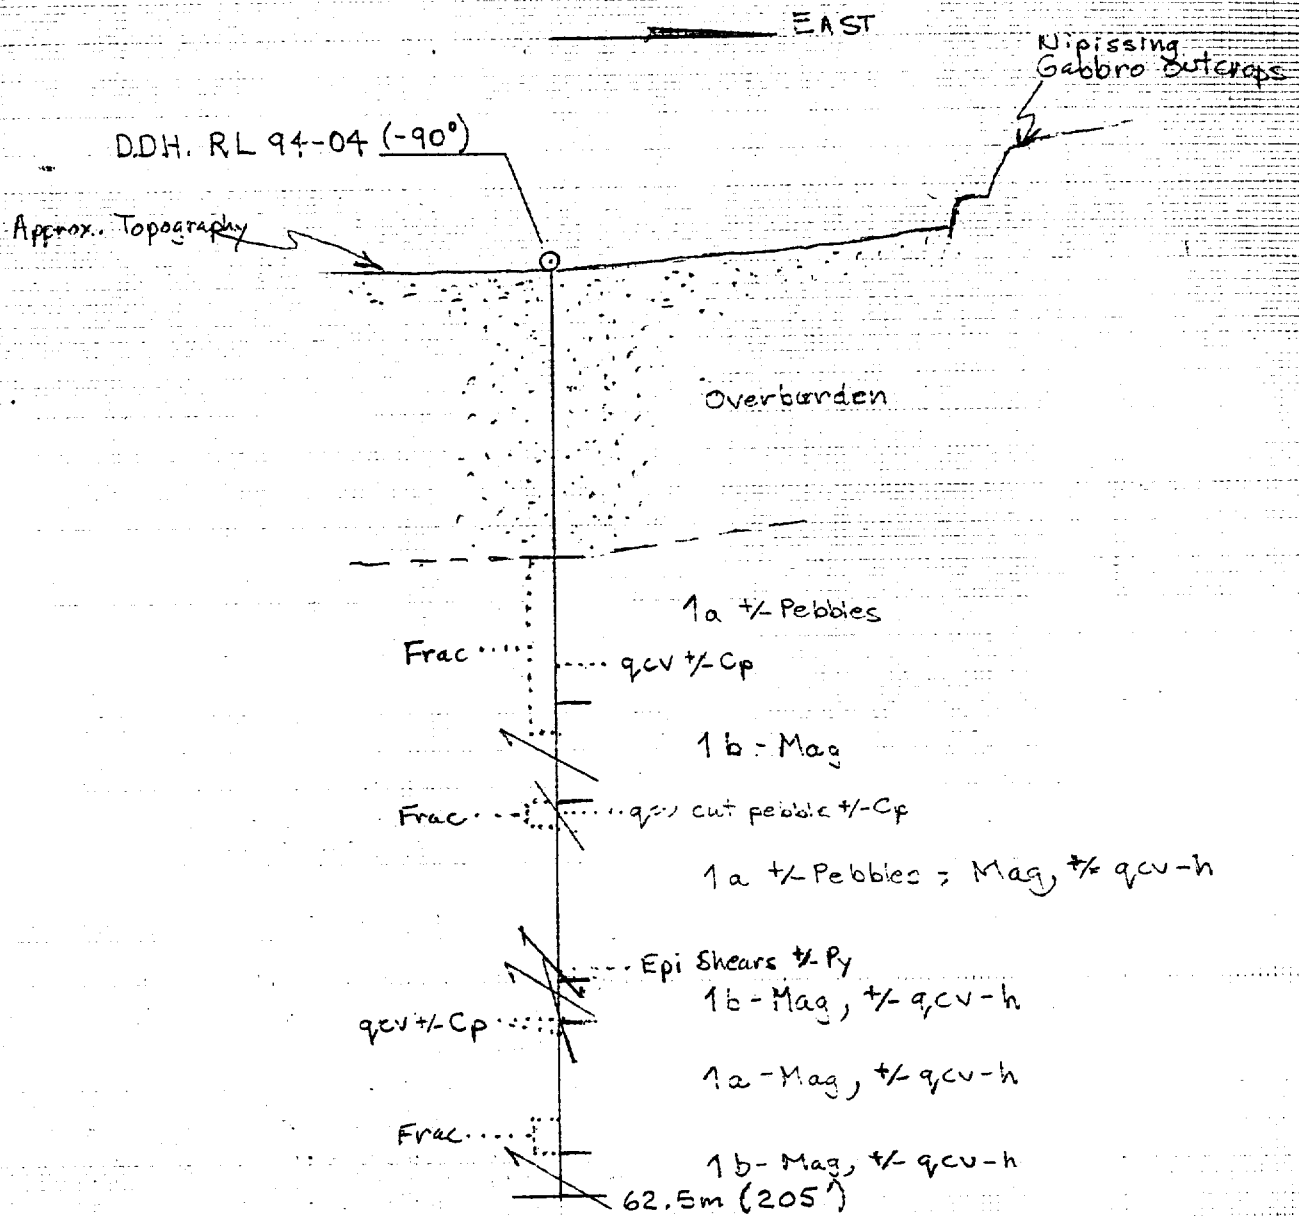 EAST
Nipissing
Gabbro outcrops
D.D.H. RL 94-04 (-90°)
Approx. Topography
Overburden
1a +/- Pebbles
Frac
qcv +/- Cp
1b - Mag
Frac
cut pebble +/- Cp
1a +/- Pebbles ; Mag, +/- qcv-h
Epi Shears +/- Py
1b - Mag, +/- qcv-h
qcv +/- Cp
1a - Mag, +/- qcv-h
Frac
1b - Mag, +/- qcv-h
62.5m (205')